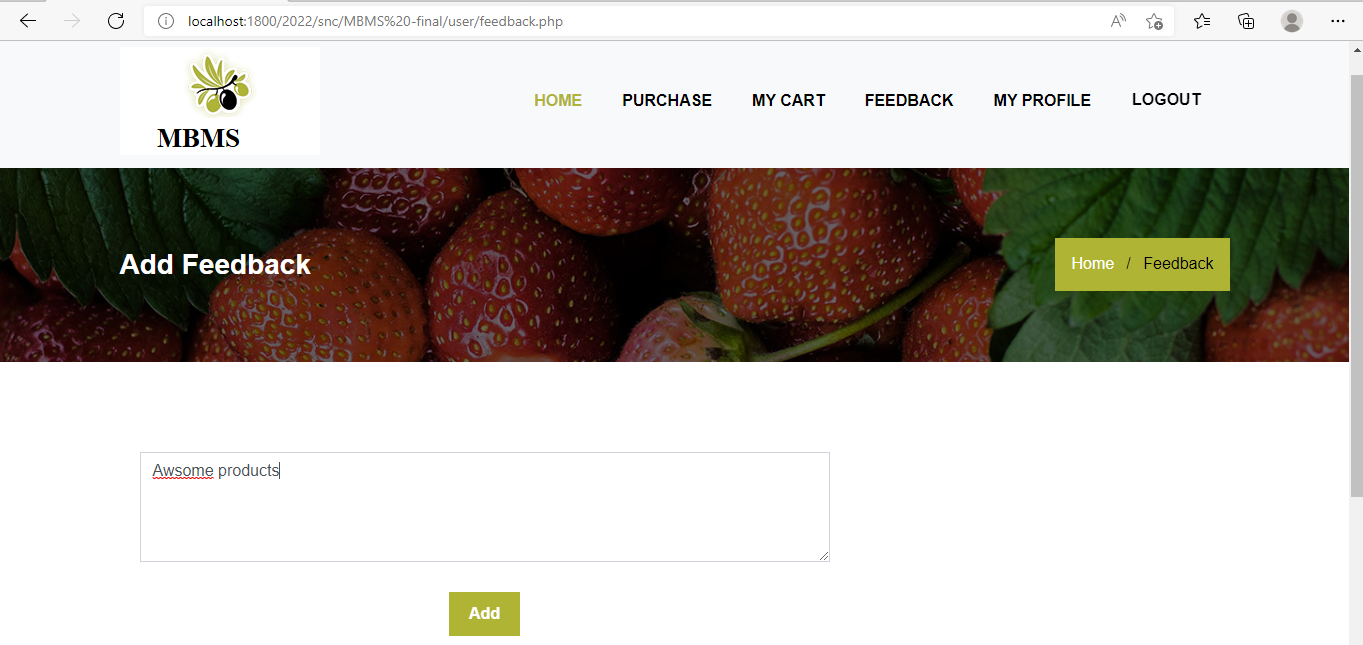 localhost:1800/2022/snc/MBMS%20-final/user/feedback.php
MBMS
HOME PURCHASE MY CART FEEDBACK MY PROFILE LOGOUT
Add Feedback
Home / Feedback
Awsome products
Add